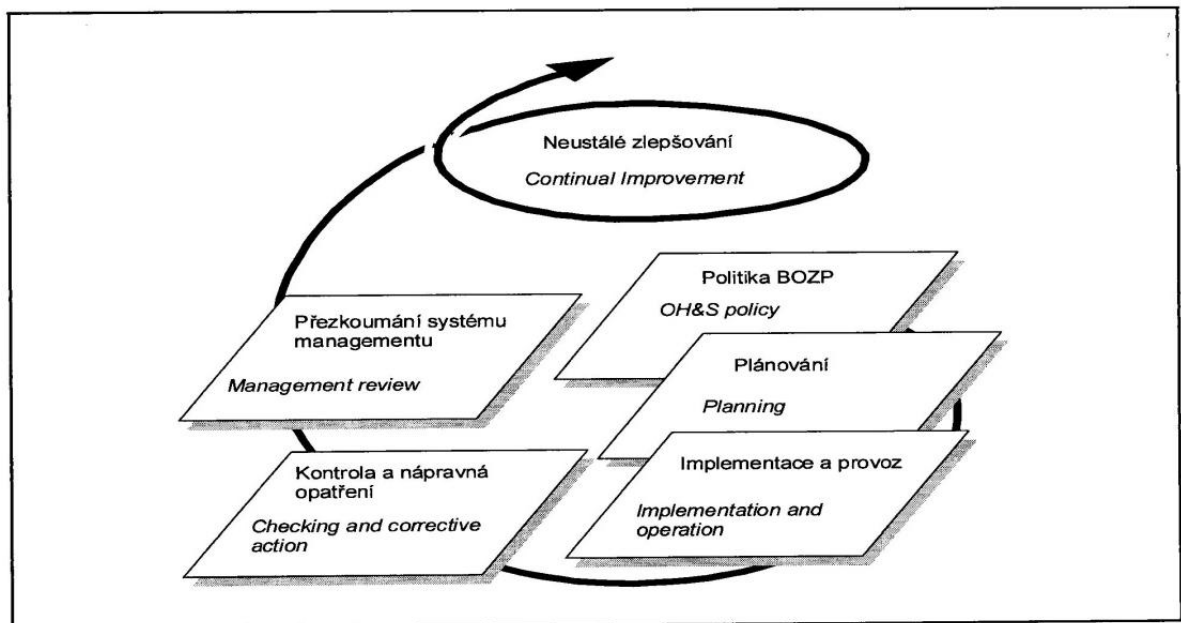 Neustálé zlepšování
Continual Improvement
Politika BOZP
OH&S policy
Plánování
Planning
Implementace a provoz
Implementation and
operation
Kontrola a nápravná
opatření
Checking and corrective
action
Přezkoumání systému
managementu
Management review